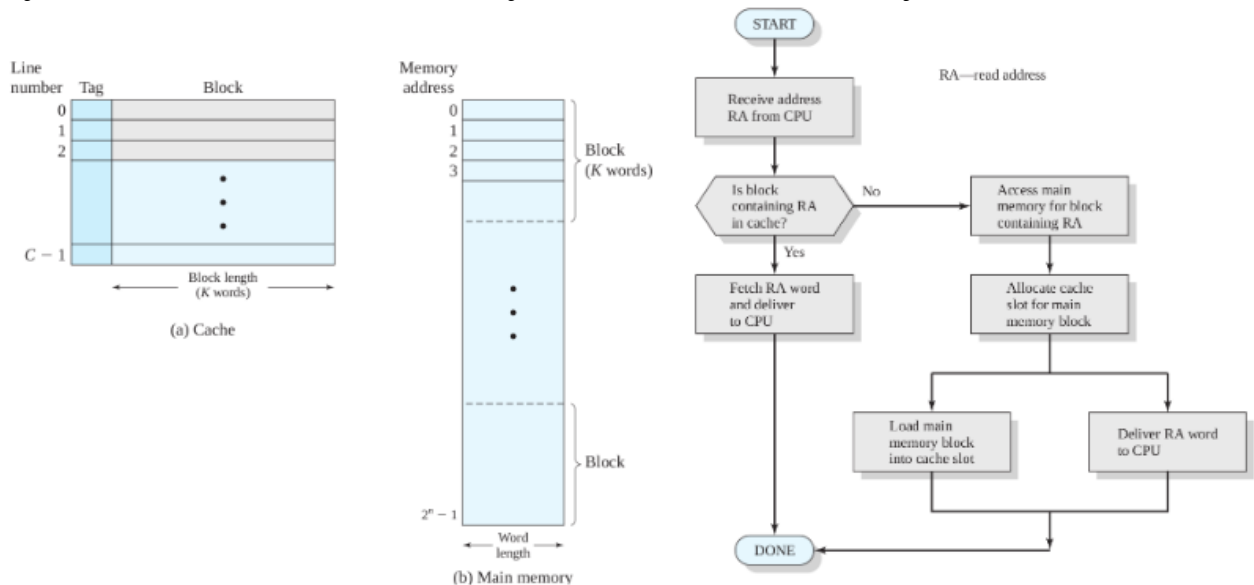 Line
number
Tag
Block
0
1
2
C − 1
Block length
(K words)
(a) Cache
Memory
address
0
1
2
3
Block
(K words)
Block
2ⁿ − 1
Word
length
(b) Main memory
START
RA—read address
Receive address
RA from CPU
Is block
containing RA
in cache?
No
Access main
memory for block
containing RA
Yes
Fetch RA word
and deliver
to CPU
Allocate cache
slot for main
memory block
Load main
memory block
into cache slot
Deliver RA word
to CPU
DONE